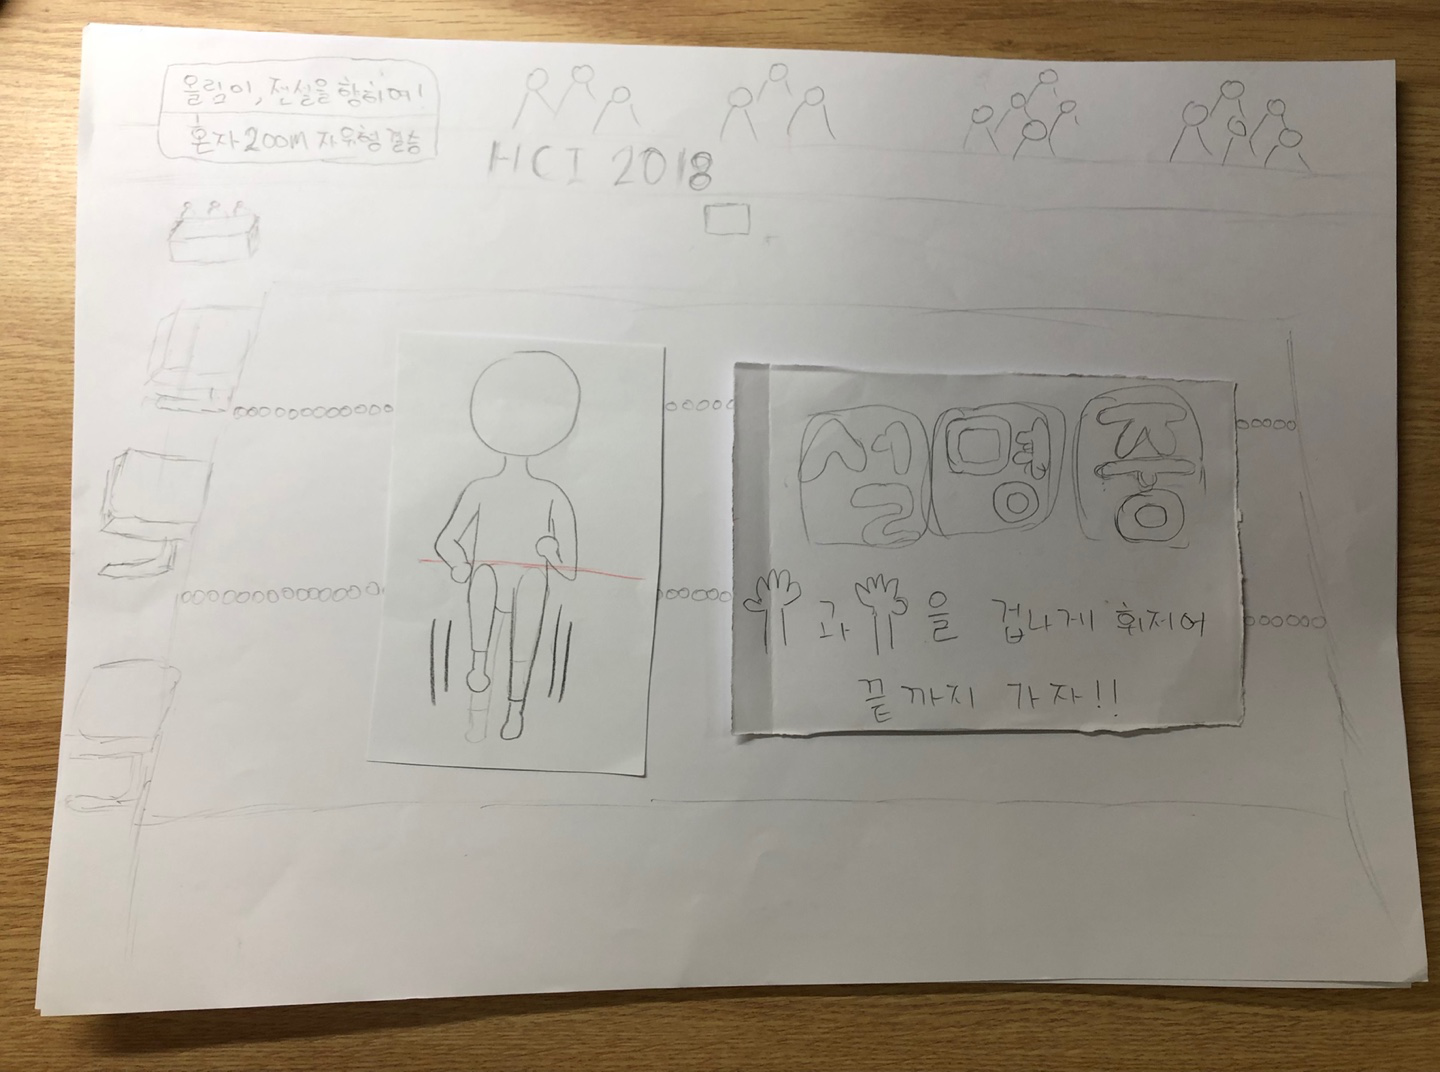 올림이, 전설을 향하여!
혼자 200m 자유형 결승
HCI 2018
설명중
과 을 겁나게 휘저어
끝까지 가자!!